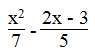 x²/7 - (2x - 3)/5